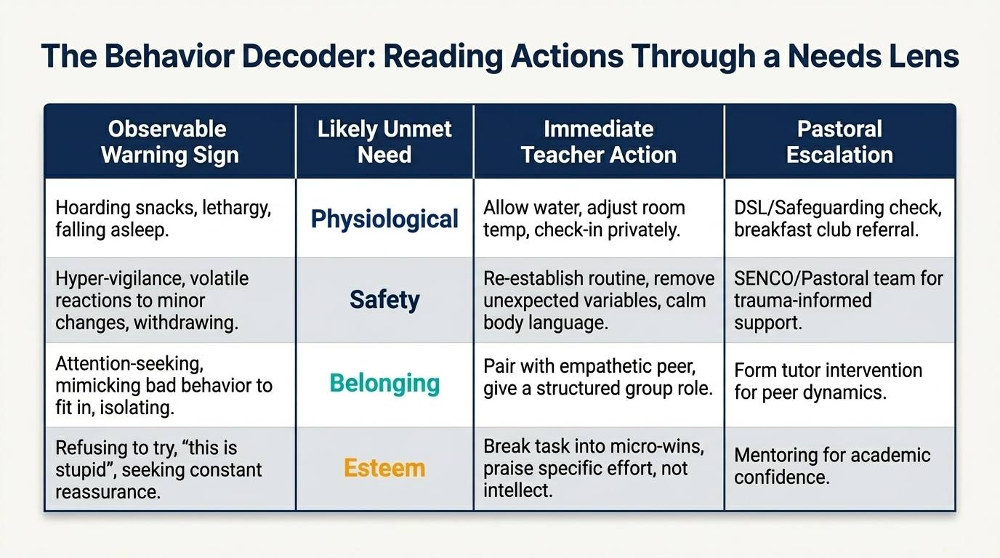 The Behavior Decoder: Reading Actions Through a Needs Lens
Observable
Warning Sign
Likely Unmet
Need
Immediate
Teacher Action
Pastoral
Escalation
Hoarding snacks, lethargy,
falling asleep.
Physiological
Allow water, adjust room
temp, check-in privately.
DSL/Safeguarding check,
breakfast club referral.
Hyper-vigilance, volatile
reactions to minor
changes, withdrawing.
Safety
Re-establish routine, remove
unexpected variables, calm
body language.
SENCO/Pastoral team for
trauma-informed
support.
Attention-seeking,
mimicking bad behavior to
fit in, isolating.
Belonging
Pair with empathetic peer,
give a structured group role.
Form tutor intervention
for peer dynamics.
Refusing to try, “this is
stupid”, seeking constant
reassurance.
Esteem
Break task into micro-wins,
praise specific effort, not
intellect.
Mentoring for academic
confidence.